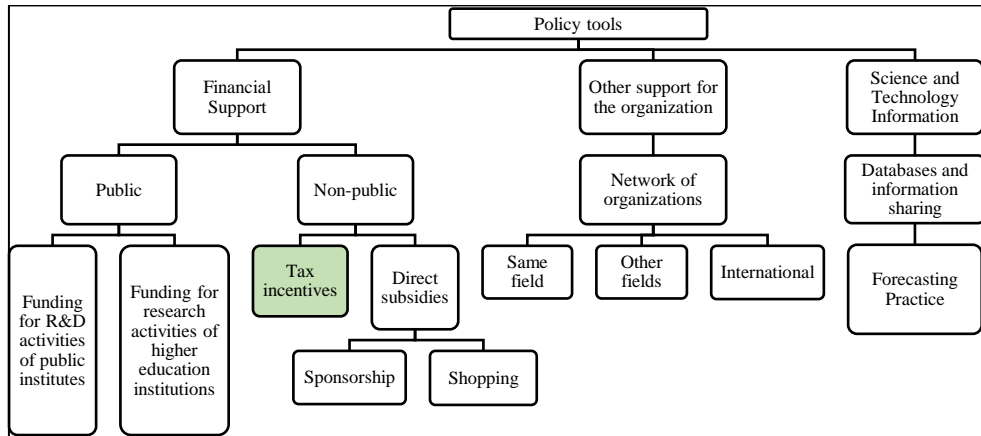 Policy tools
Financial
Support
Other support for
the organization
Science and
Technology
Information
Public
Non-public
Network of
organizations
Databases and
information
sharing
Funding
for R&D
activities
of public
institutes
Funding for
research
activities of
higher
education
institutions
Tax
incentives
Direct
subsidies
Same
field
Other
fields
International
Forecasting
Practice
Sponsorship
Shopping